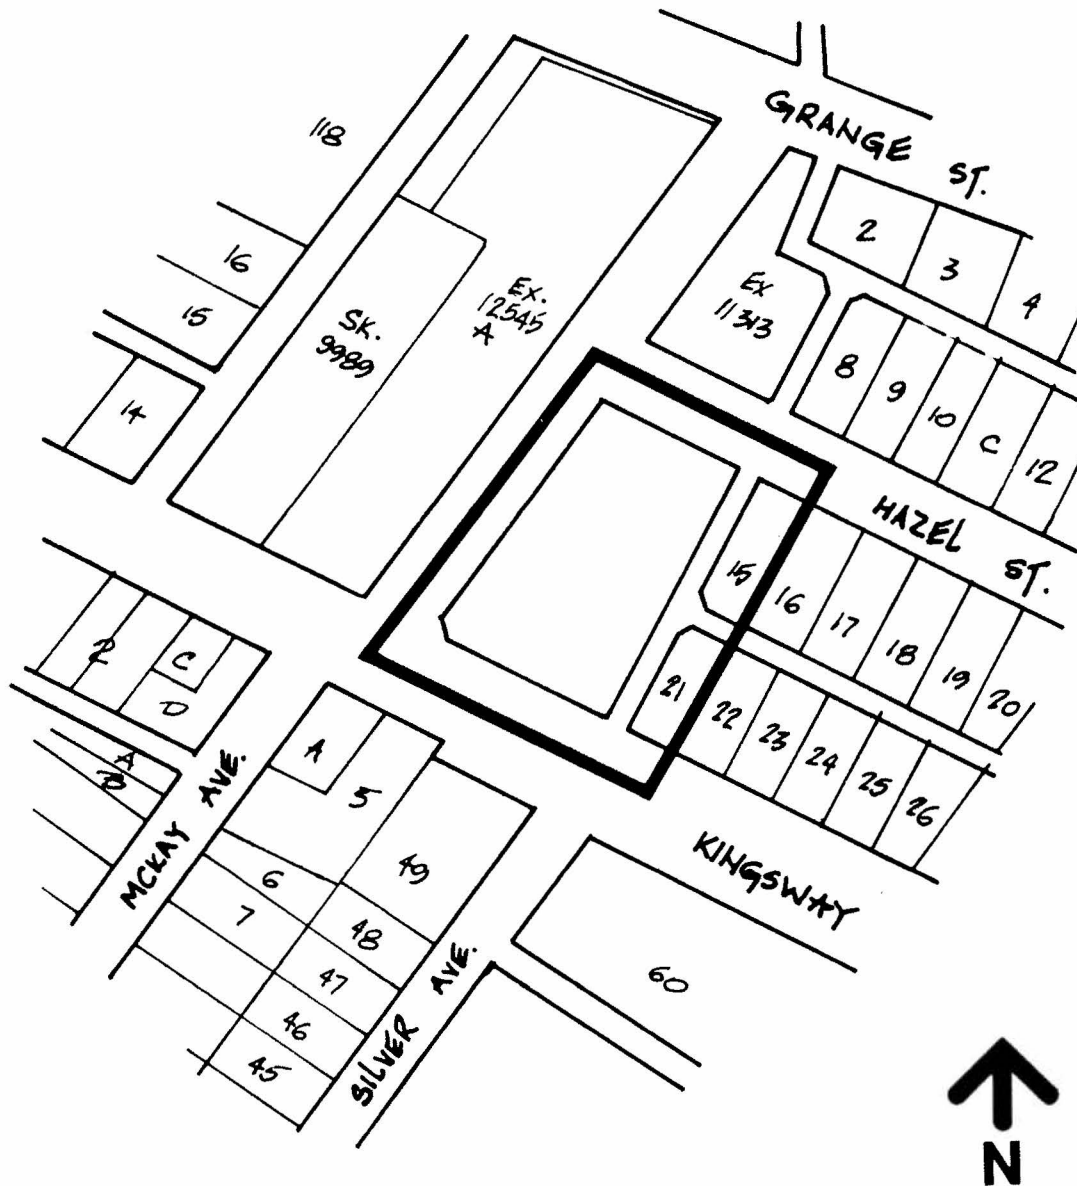 GRANGE ST.
118
2
3
4
16
15
EX.
12545
A
EX
11313
SK.
9989
14
8
9
10
C
12
HAZEL ST.
15
16
17
18
19
20
2
C
D
21
22
23
24
25
26
A
B
MCKAY AVE.
A
5
49
6
7
48
47
46
45
SILVER AVE.
KINGSWAY
60
N